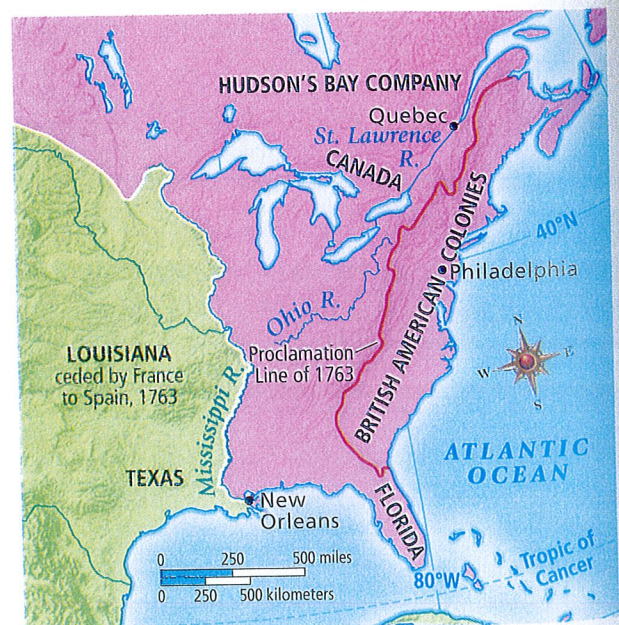 HUDSON'S BAY COMPANY
Quebec
St. Lawrence
R.
CANADA
BRITISH AMERICAN COLONIES
40°N
Philadelphia
Ohio R.
LOUISIANA
ceded by France
to Spain, 1763
Proclamation
Line of 1763
Mississippi R.
N
W
E
S
ATLANTIC
OCEAN
TEXAS
New
Orleans
FLORIDA
0 250 500 miles
0 250 500 kilometers
80°W
Tropic of
Cancer